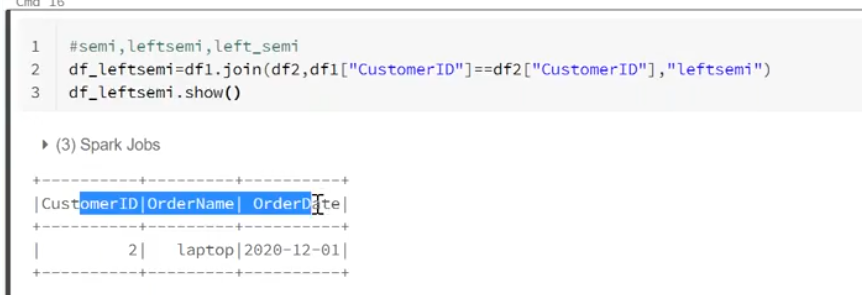 Cmd 16
1 #semi,leftsemi,left_semi
2 df_leftsemi=df1.join(df2,df1["CustomerID"]==df2["CustomerID"],"leftsemi")
3 df_leftsemi.show()
(3) Spark Jobs
+----------+---------+----------+
|CustomerID|OrderName| OrderDate|
+----------+---------+----------+
|         2|   laptop|2020-12-01|
+----------+---------+----------+